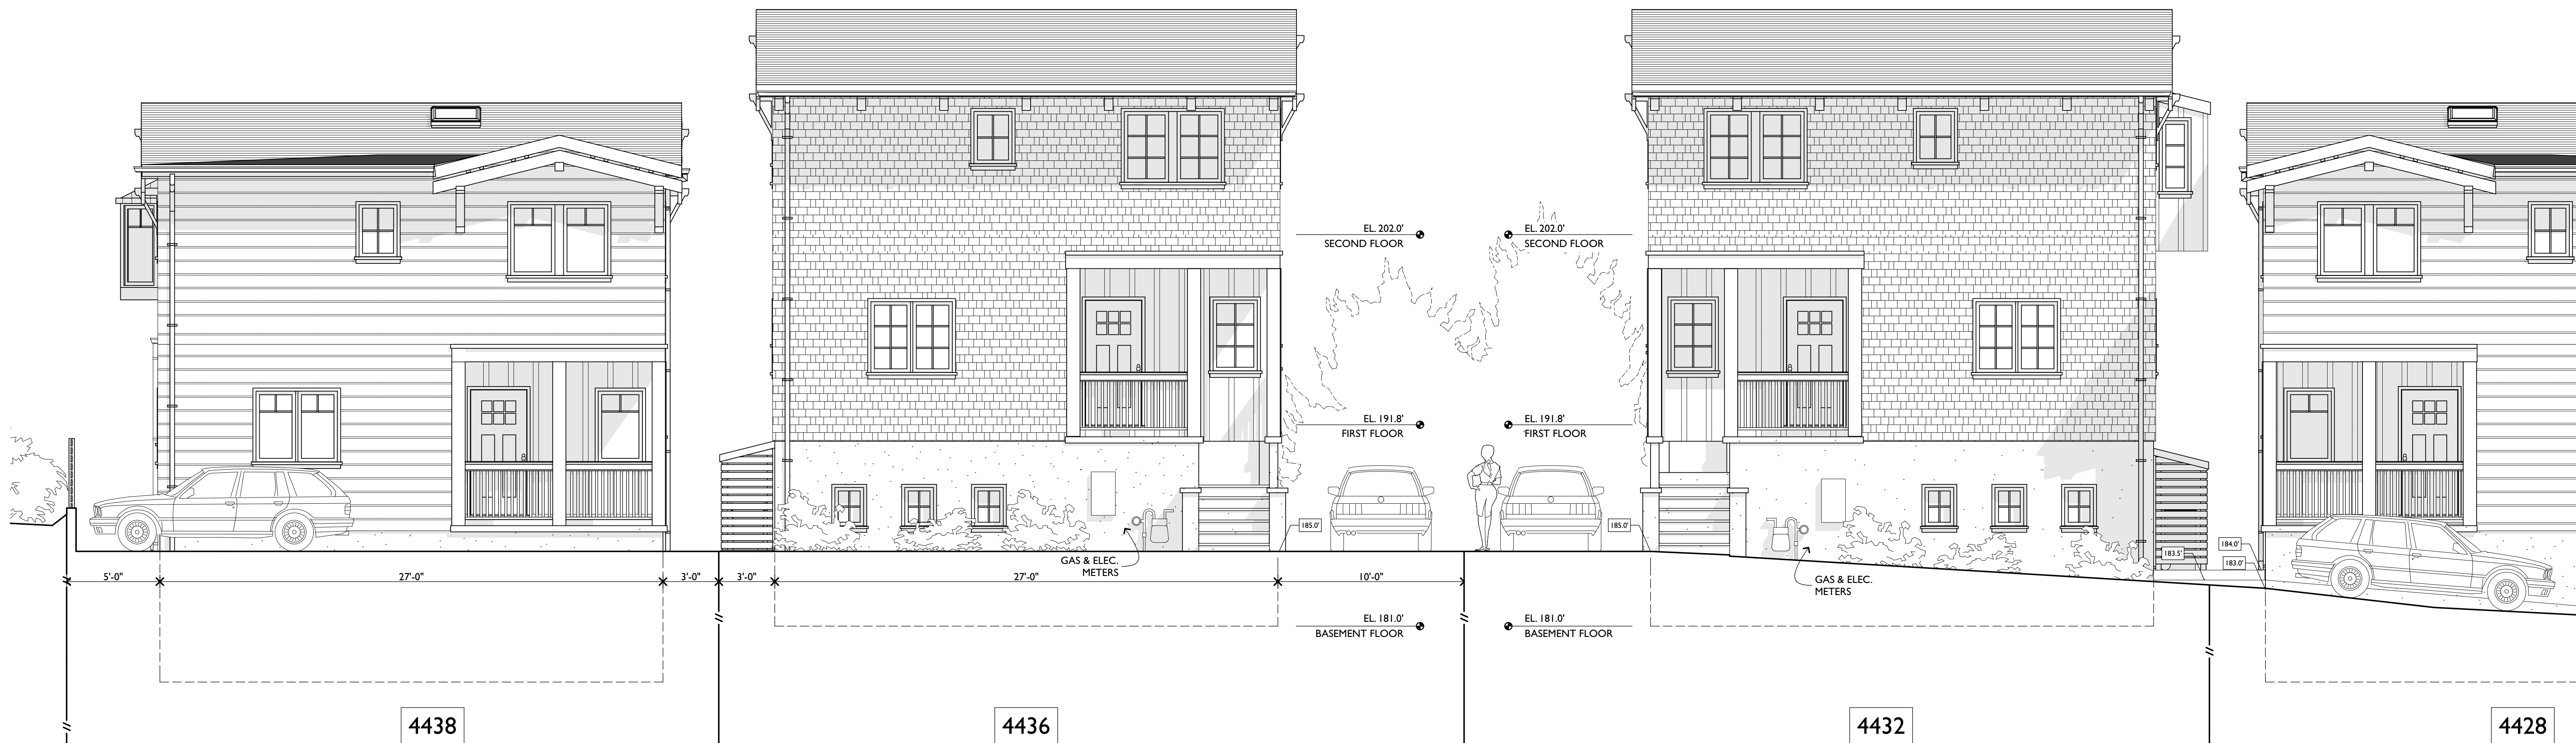 EL. 202.0'
SECOND FLOOR
EL. 202.0'
SECOND FLOOR
EL. 191.8'
FIRST FLOOR
EL. 191.8'
FIRST FLOOR
185.0'
185.0'
184.0'
183.5'
183.0'
GAS & ELEC.
METERS
GAS & ELEC.
METERS
5'-0"
27'-0"
3'-0"
3'-0"
27'-0"
10'-0"
EL. 181.0'
BASEMENT FLOOR
EL. 181.0'
BASEMENT FLOOR
4438
4436
4432
4428